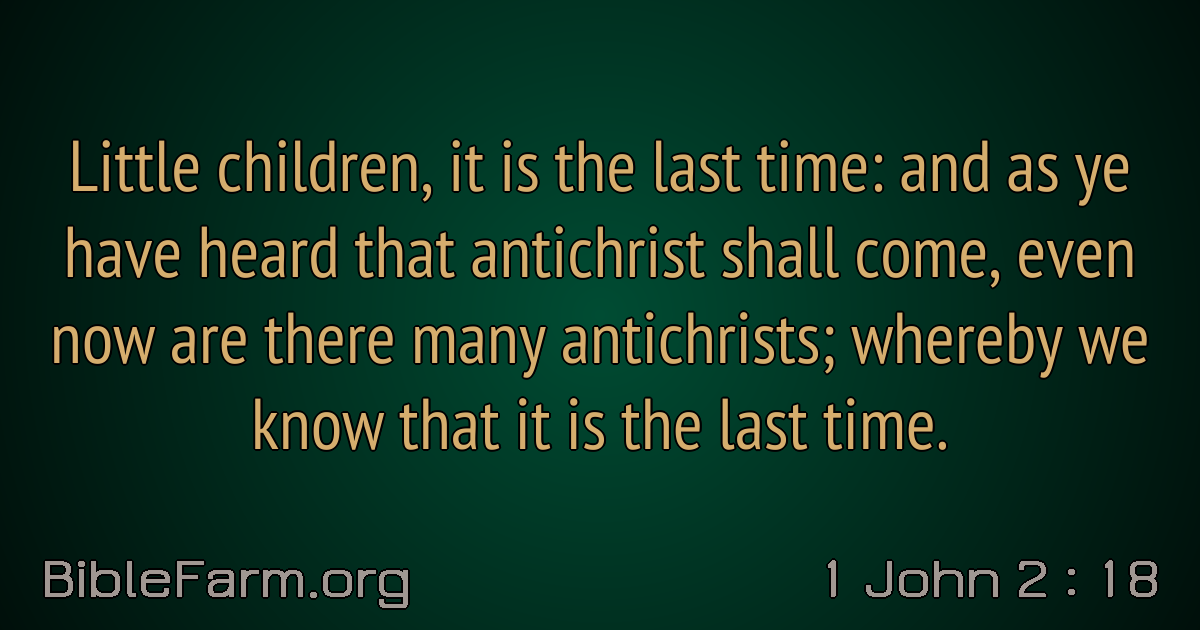 Little children, it is the last time: and as ye
have heard that antichrist shall come, even
now are there many antichrists; whereby we
know that it is the last time.
BibleFarm.org
1 John 2 : 18